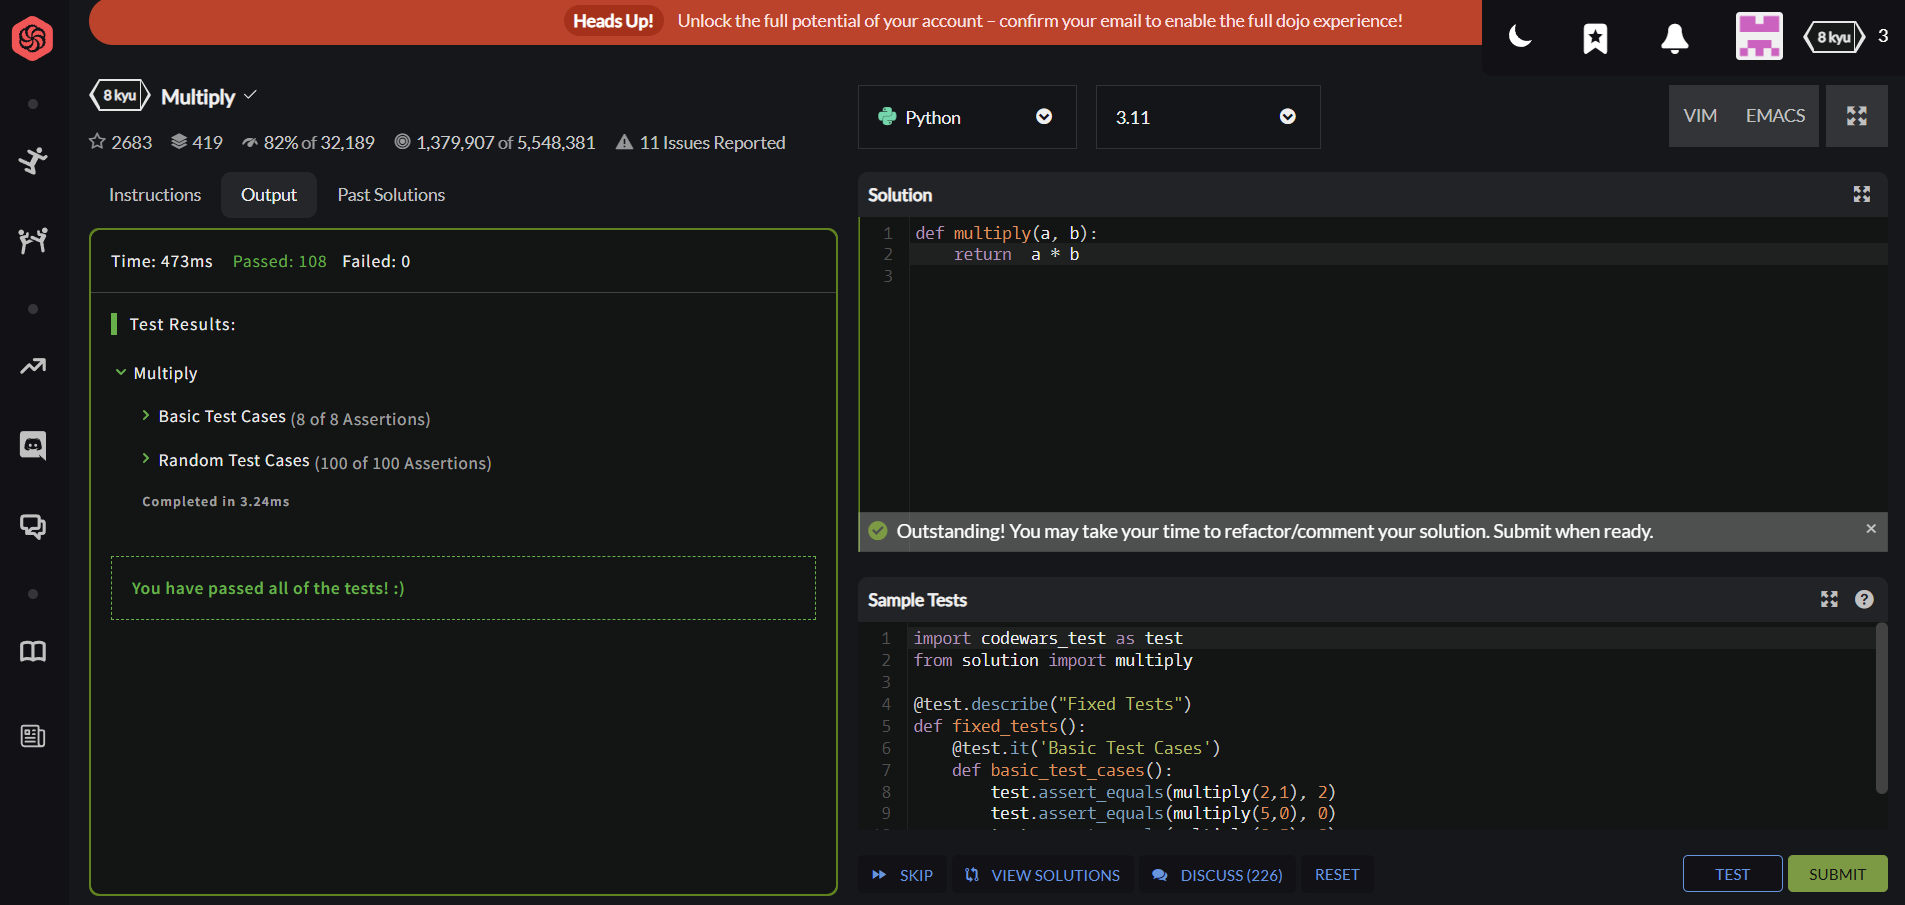 Heads Up! Unlock the full potential of your account – confirm your email to enable the full dojo experience!
8 kyu 3
8 kyu Multiply
2683 419 82% of 32,189 1,379,907 of 5,548,381 11 Issues Reported
Instructions Output Past Solutions
Time: 473ms Passed: 108 Failed: 0
Test Results:
Multiply
Basic Test Cases (8 of 8 Assertions)
Random Test Cases (100 of 100 Assertions)
Completed in 3.24ms
You have passed all of the tests! :)
Python 3.11 VIM EMACS
Solution
1 def multiply(a, b):
2     return  a * b
3
Outstanding! You may take your time to refactor/comment your solution. Submit when ready.
Sample Tests
1 import codewars_test as test
2 from solution import multiply
3
4 @test.describe("Fixed Tests")
5 def fixed_tests():
6     @test.it('Basic Test Cases')
7     def basic_test_cases():
8         test.assert_equals(multiply(2,1), 2)
9         test.assert_equals(multiply(5,0), 0)
SKIP VIEW SOLUTIONS DISCUSS (226) RESET TEST SUBMIT